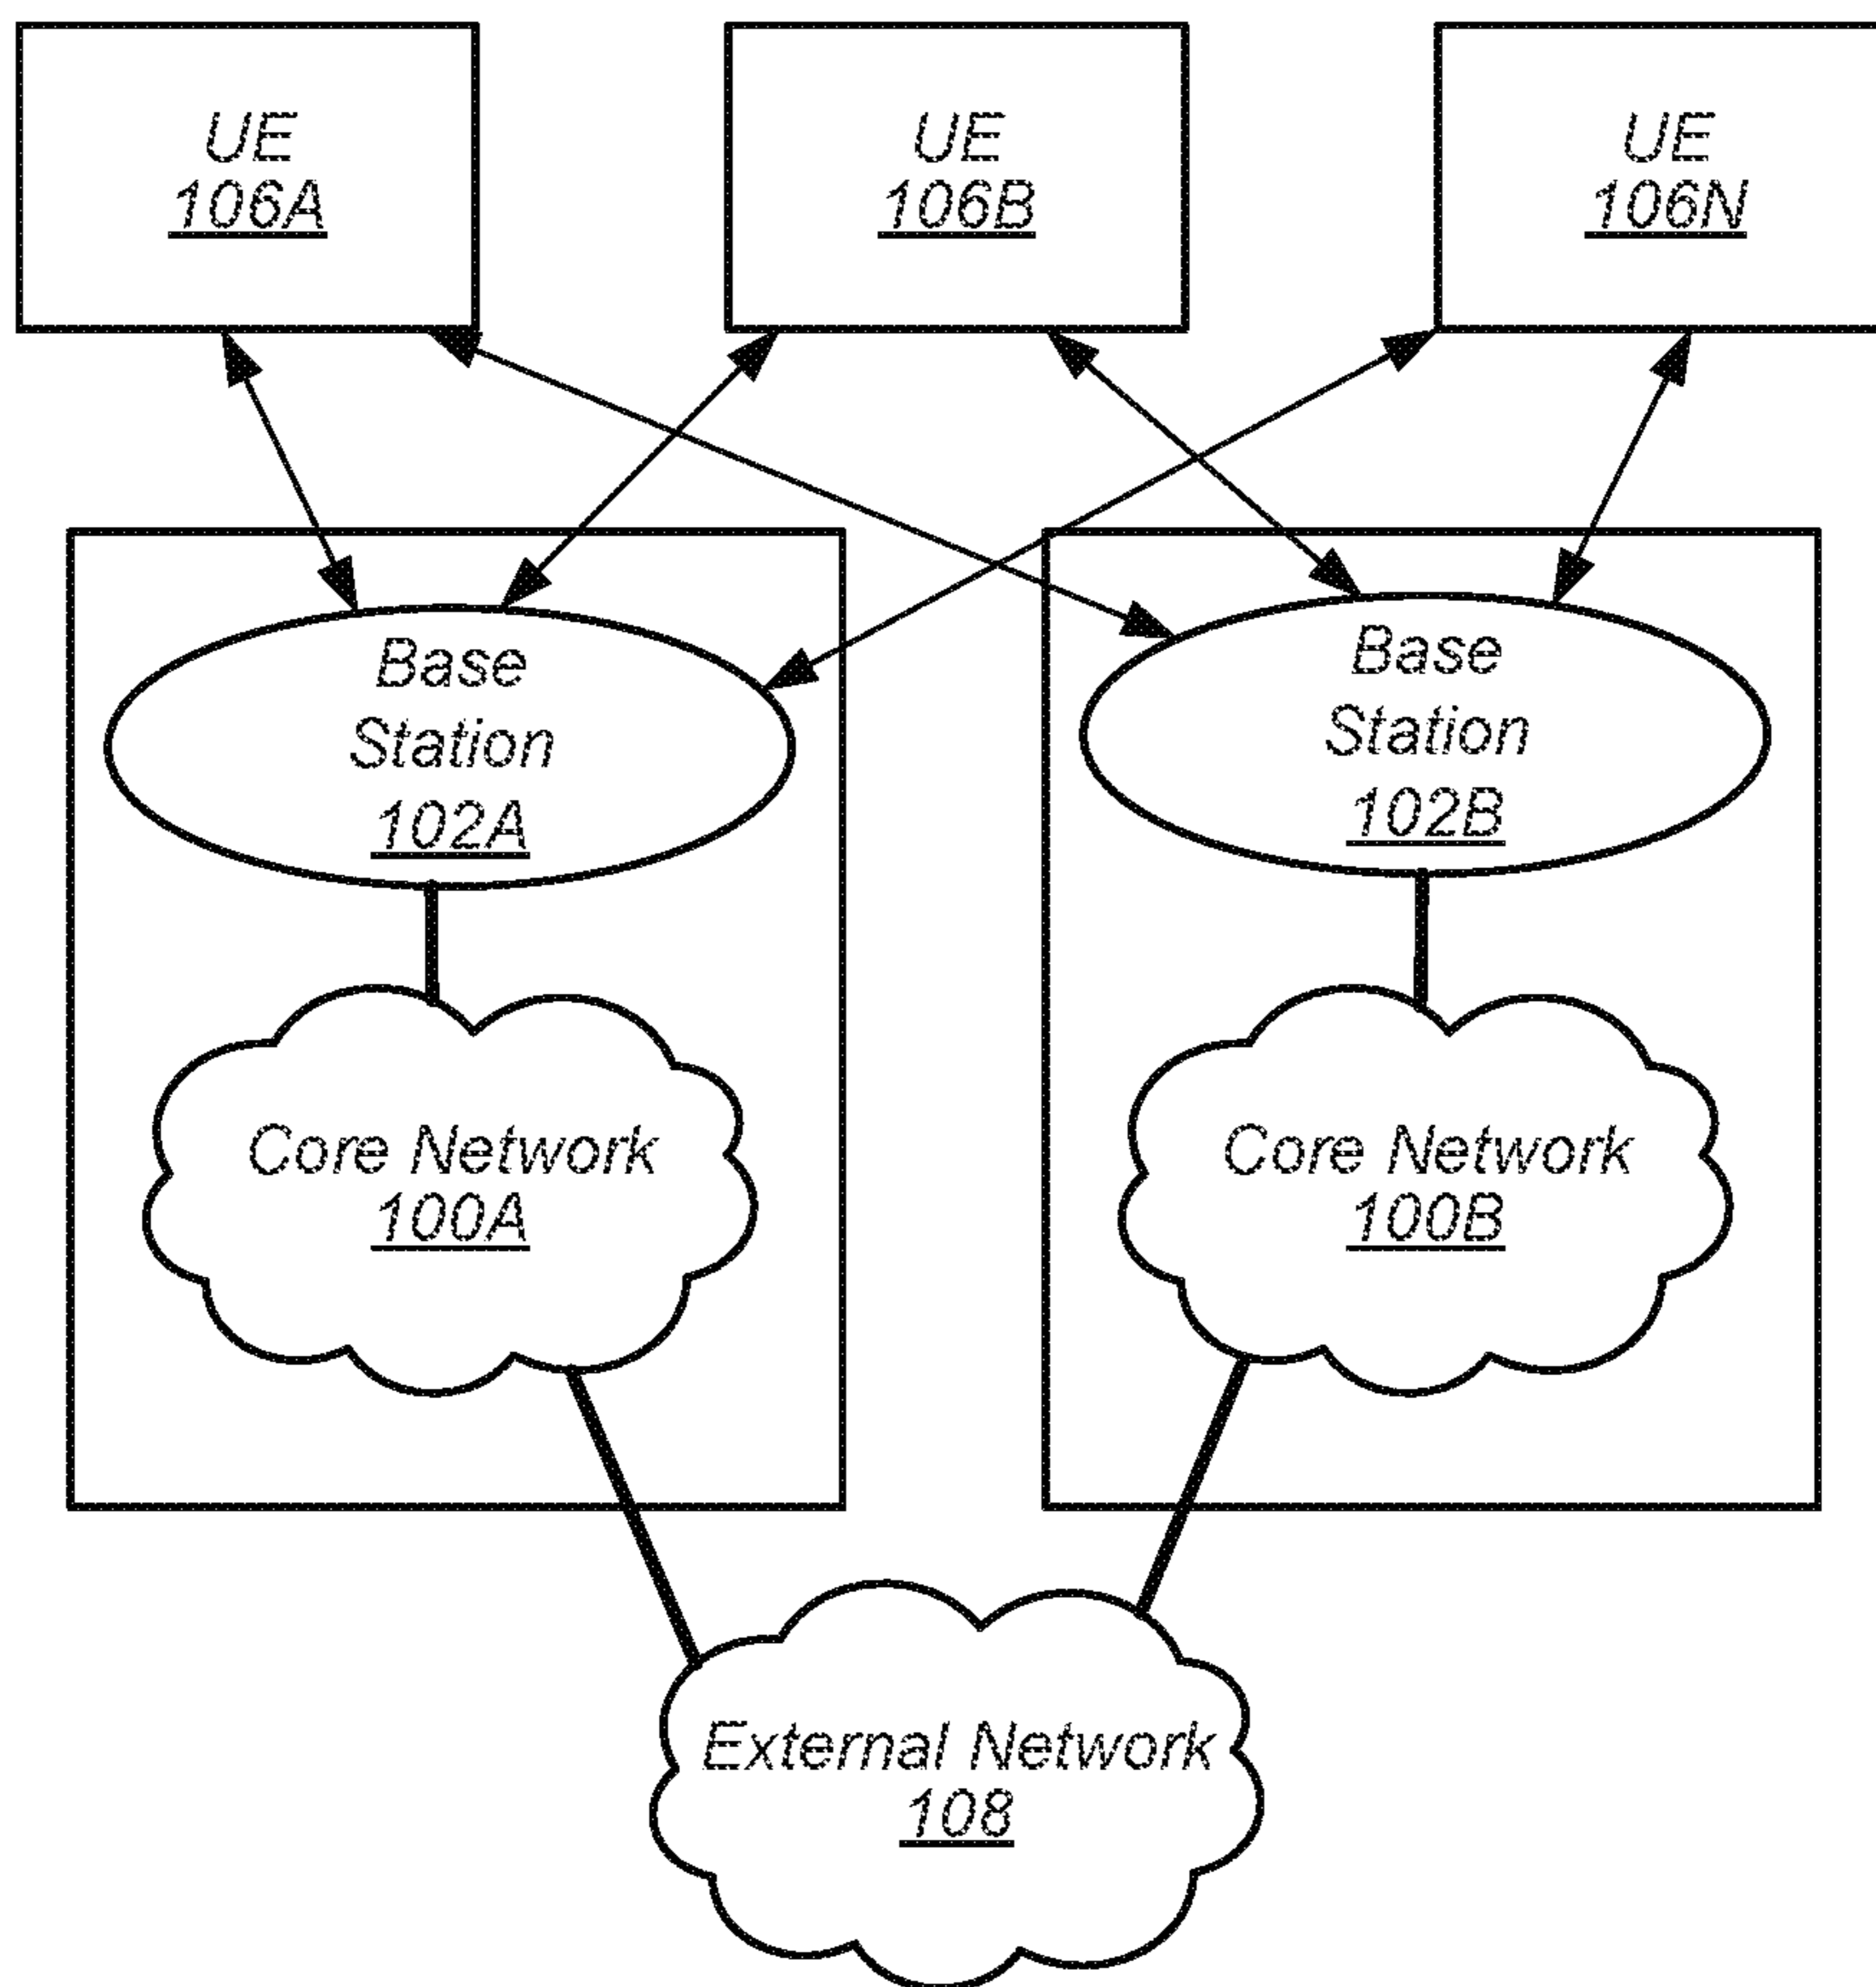 UE
106A
UE
106B
UE
106N
Base
Station
102A
Base
Station
102B
Core Network
100A
Core Network
100B
External Network
108